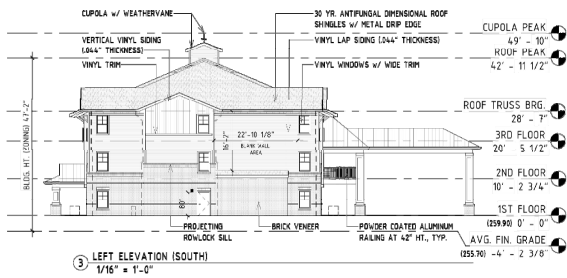 CUPOLA w/ WEATHERVANE
30 YR. ANTIFUNGAL DIMENSIONAL ROOF
SHINGLES w/ METAL DRIP EDGE
CUPOLA PEAK
49' - 10"
VERTICAL VINYL SIDING
(.044" THICKNESS)
VINYL LAP SIDING (.044" THICKNESS)
ROOF PEAK
42' - 11 1/2"
VINYL TRIM
VINYL WINDOWS w/ WIDE TRIM
ROOF TRUSS BRG.
28' - 7"
BLDG. HT. (ZONING) 47'-2"
22'-10 1/8"
16'-2"
BLANK WALL
AREA
3RD FLOOR
20' 5 1/2"
2ND FLOOR
10' - 2 3/4"
1ST FLOOR
(259.90) 0' - 0"
PROJECTING
ROWLOCK SILL
BRICK VENEER
POWDER COATED ALUMINUM
RAILING AT 42" HT., TYP.
AVG. FIN. GRADE
(255.70) -4' - 2 3/8"
3 LEFT ELEVATION (SOUTH)
1/16" = 1'-0"